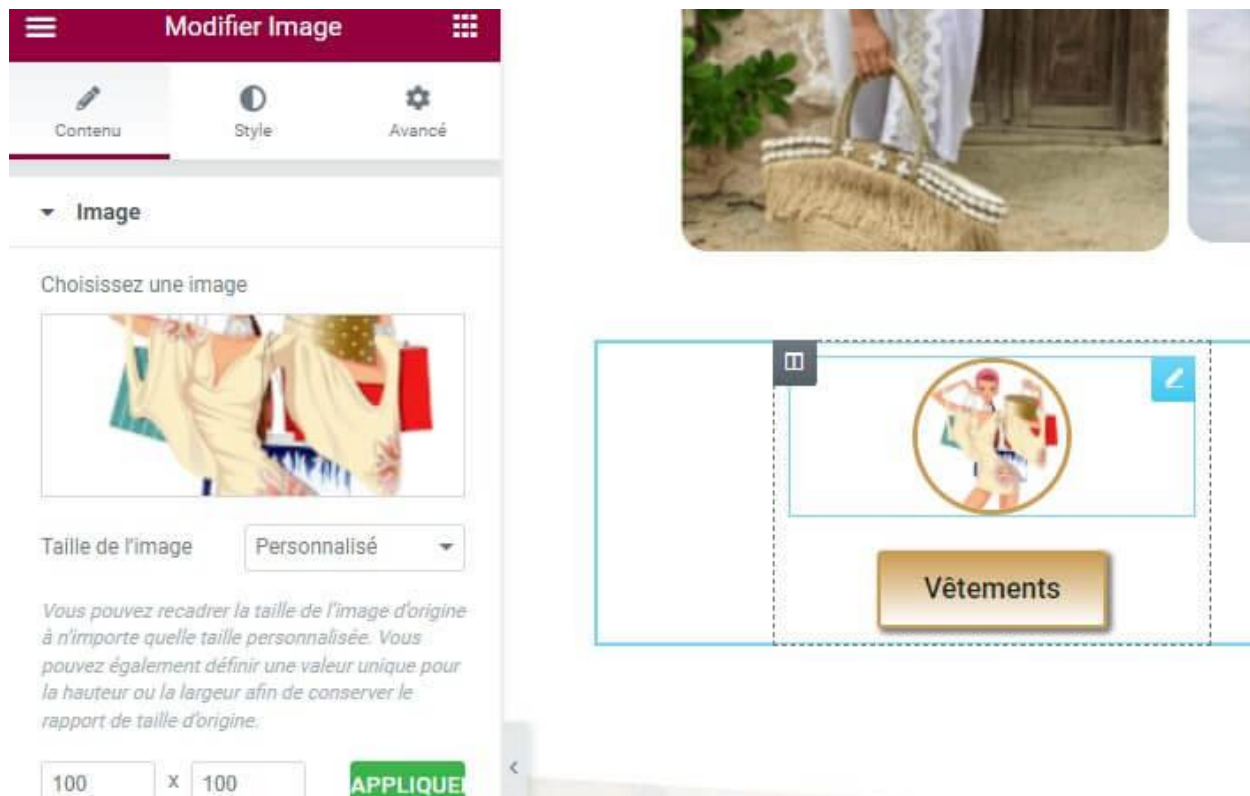 Modifier Image
Contenu
Style
Avancé
Image
Choisissez une image
Taille de l'image
Personnalisé
Vous pouvez recadrer la taille de l'image d'origine
à n'importe quelle taille personnalisée. Vous
pouvez également définir une valeur unique pour
la hauteur ou la largeur afin de conserver le
rapport de taille d'origine.
100 x 100
APPLIQUE
Vêtements